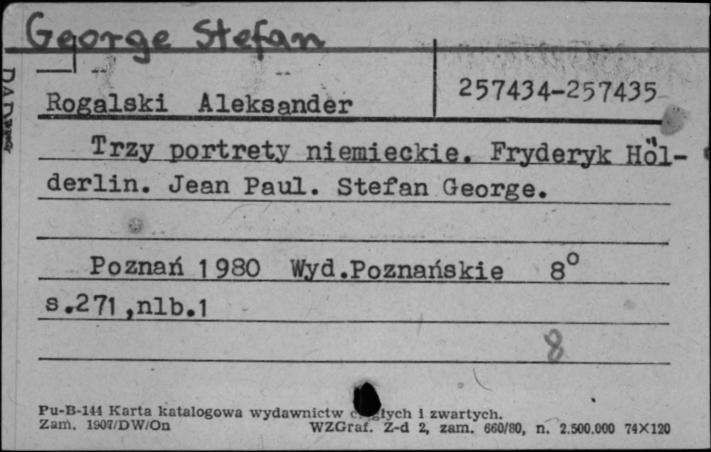 George Stefan
Rogalski Aleksander 257434-257435
Trzy portrety niemieckie. Fryderyk Höl-
derlin. Jean Paul. Stefan George.
Poznań 1980 Wyd.Poznańskie 8°
s.271,nlb.1
8
Pu-B-144 Karta katalogowa wydawnictw i zwartych.
Zam. 1907/DW/On WZGraf. Z-d 2, zam. 660/80, n. 2.500.000 74X120